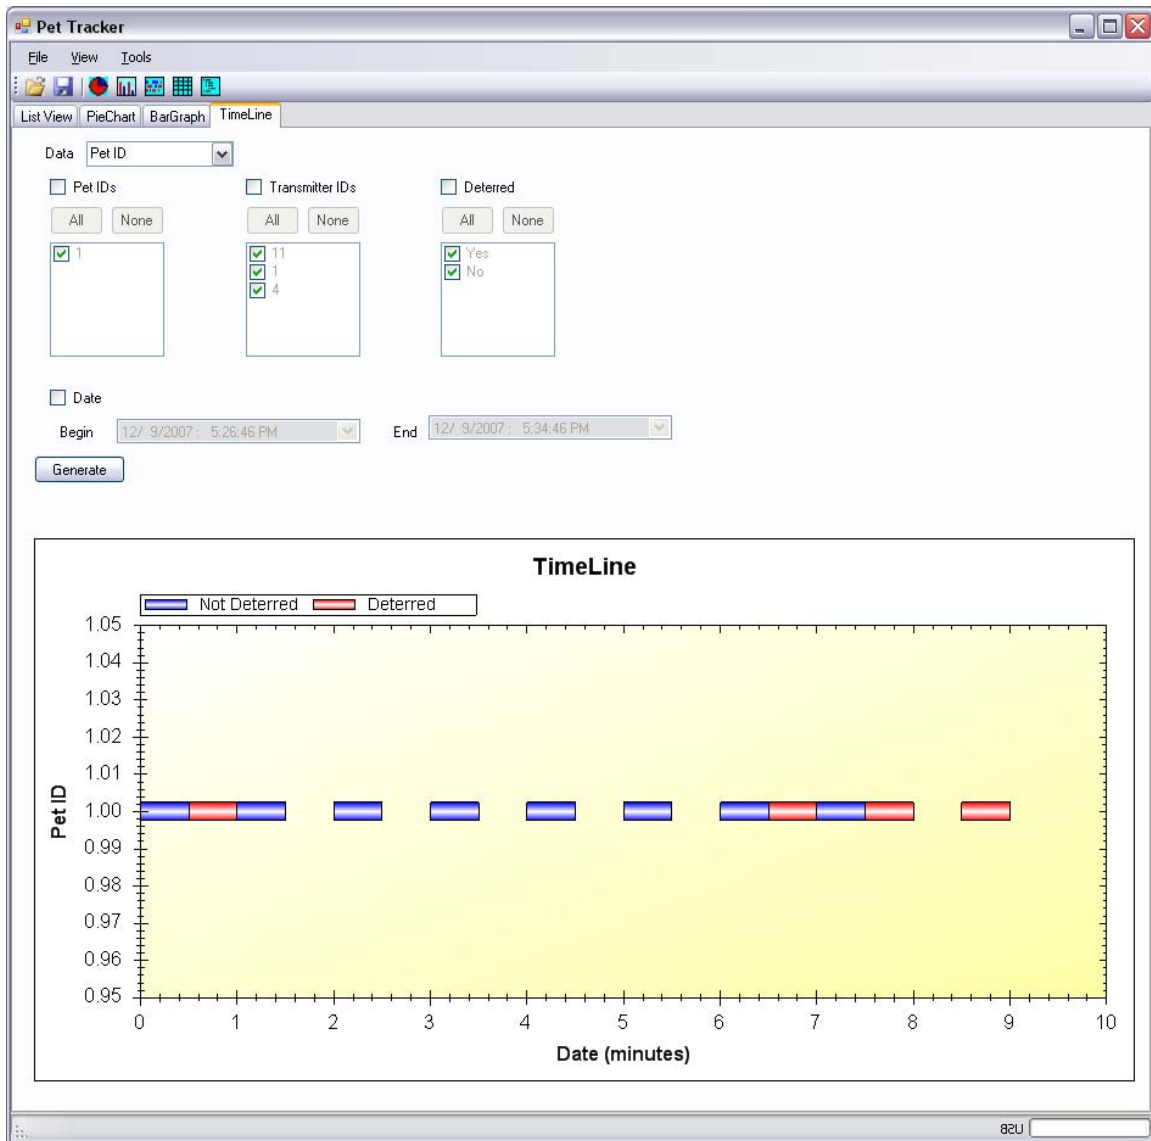 Pet Tracker
File View Tools
List View PieChart BarGraph TimeLine
Data Pet ID
Pet IDs Transmitter IDs Deterred
All None All None All None
1 11 Yes
1 No
4
Date
Begin 12/ 9/2007 : 5:26:46 PM End 12/ 9/2007 : 5:34:46 PM
Generate
TimeLine
Not Deterred Deterred
1.05
1.04
1.03
1.02
1.01
1.00
0.99
0.98
0.97
0.96
0.95
Pet ID
0 1 2 3 4 5 6 7 8 9 10
Date (minutes)
USB